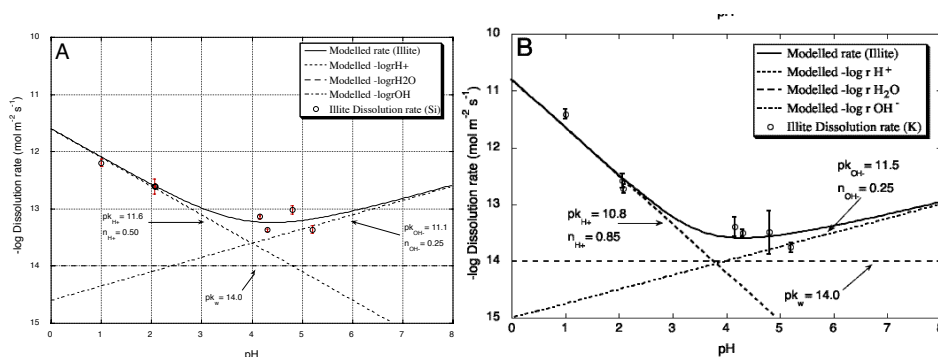 A
-log Dissolution rate (mol m⁻² s⁻¹)
10
11
12
13
14
15
0 1 2 3 4 5 6 7 8
pH
Modelled rate (Illite)
Modelled -logrH+
Modelled -logrH2O
Modelled -logrOH
Illite Dissolution rate (Si)
pk_H+ = 11.6
n_H+ = 0.50
pk_OH- = 11.1
n_OH- = 0.25
pk_w = 14.0
pH
B
-log Dissolution rate (mol m⁻² s⁻¹)
10
11
12
13
14
15
0 1 2 3 4 5 6 7 8
pH
Modelled rate (Illite)
Modelled -log r H⁺
Modelled -log r H₂O
Modelled -log r OH⁻
Illite Dissolution rate (K)
pk_OH- = 11.5
n_OH- = 0.25
pk_H+ = 10.8
n_H+ = 0.85
pk_w = 14.0